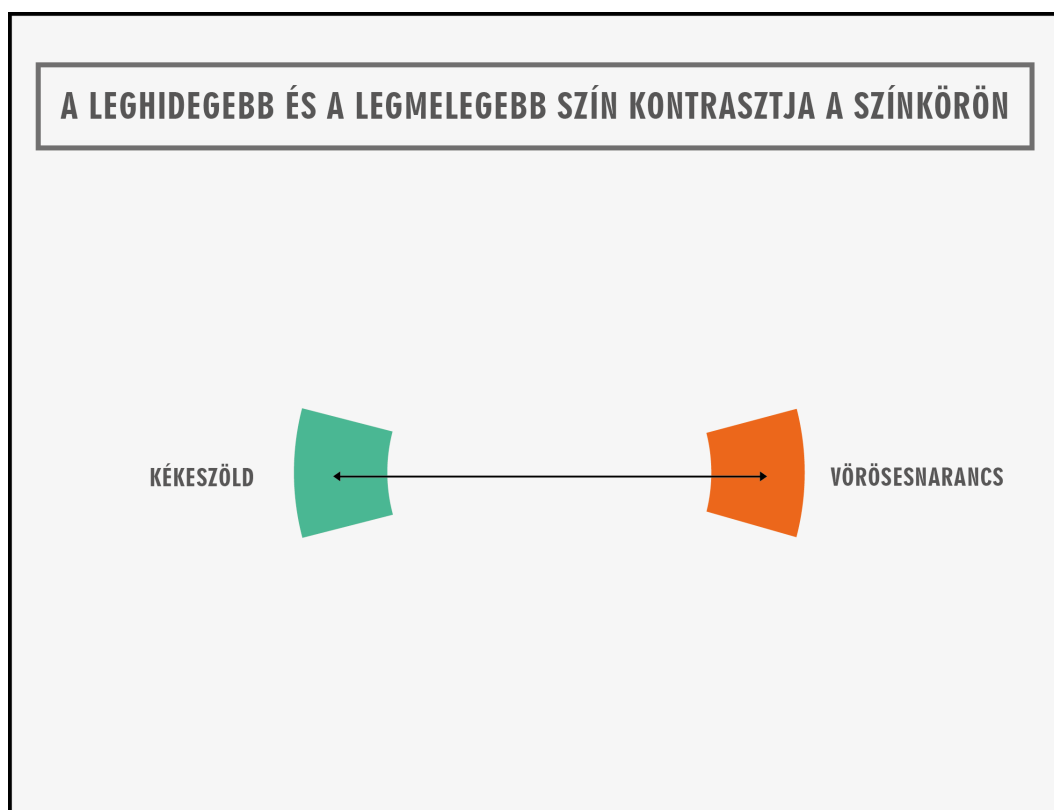 A LEGHIDEGEBB ÉS A LEGMELEGEBB SZÍN KONTRASZTJA A SZÍNKÖRÖN
KÉKESZÖLD
VÖRÖSESNARANCS